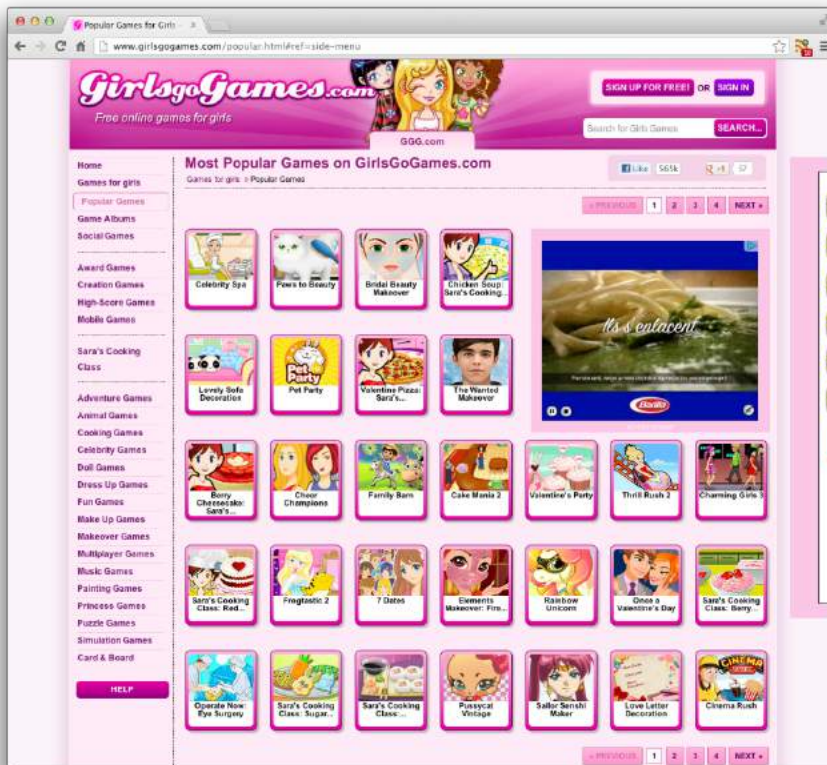 Popular Games for Girls
www.girlsgogames.com/popular.html#ref=side-menu
GirlsgoGames.com
Free online games for girls
SIGN UP FOR FREE! OR SIGN IN
Search for Girls Games
SEARCH...
GGG.com
Home
Games for girls
Popular Games
Game Albums
Social Games
Award Games
Creation Games
High-Score Games
Mobile Games
Sara's Cooking
Class
Adventure Games
Animal Games
Cooking Games
Celebrity Games
Doll Games
Dress Up Games
Fun Games
Make Up Games
Makeover Games
Multiplayer Games
Music Games
Painting Games
Princess Games
Puzzle Games
Simulation Games
Card & Board
HELP
Most Popular Games on GirlsGoGames.com
Games for girls > Popular Games
Like 565k
« PREVIOUS 1 2 3 4 NEXT »
Celebrity Spa
Paws to Beauty
Bridal Beauty
Makeover
Chicken Soup:
Sara's Cooking...
Ils s'enlacent
Barilla
Lovely Sofa
Decoration
Pet Party
Pet Party
Valentine Pizza:
Sara's...
The Wanted
Makeover
Berry
Cheesecake:
Sara's...
Cheer
Champions
Family Barn
Cake Mania 2
Valentine's Party
Thrill Rush 2
Charming Girls 3
Sara's Cooking
Class: Red...
Frogtastic 2
7 Dates
Elements
Makeover: Fire...
Rainbow
Unicorn
Once a
Valentine's Day
Sara's Cooking
Class: Berry...
Operate Now:
Eye Surgery
Sara's Cooking
Class: Sugar...
Sara's Cooking
Class:...
Pussycat
Vintage
Sailor Senshi
Maker
Love Letter
Decoration
CINEMA
Cinema Rush
« PREVIOUS 1 2 3 4 NEXT »